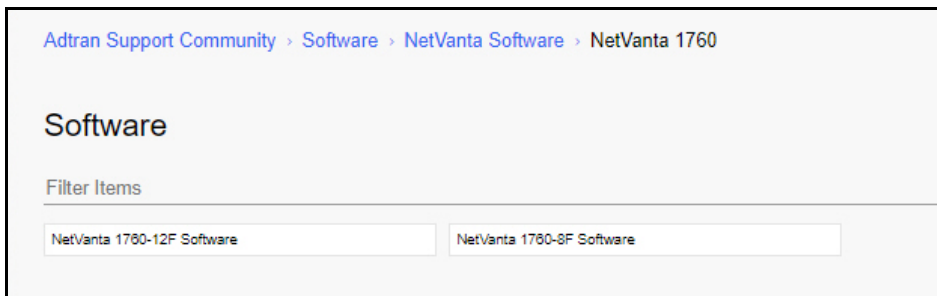 Adtran Support Community › Software › NetVanta Software › NetVanta 1760
Software
Filter Items
NetVanta 1760-12F Software
NetVanta 1760-8F Software